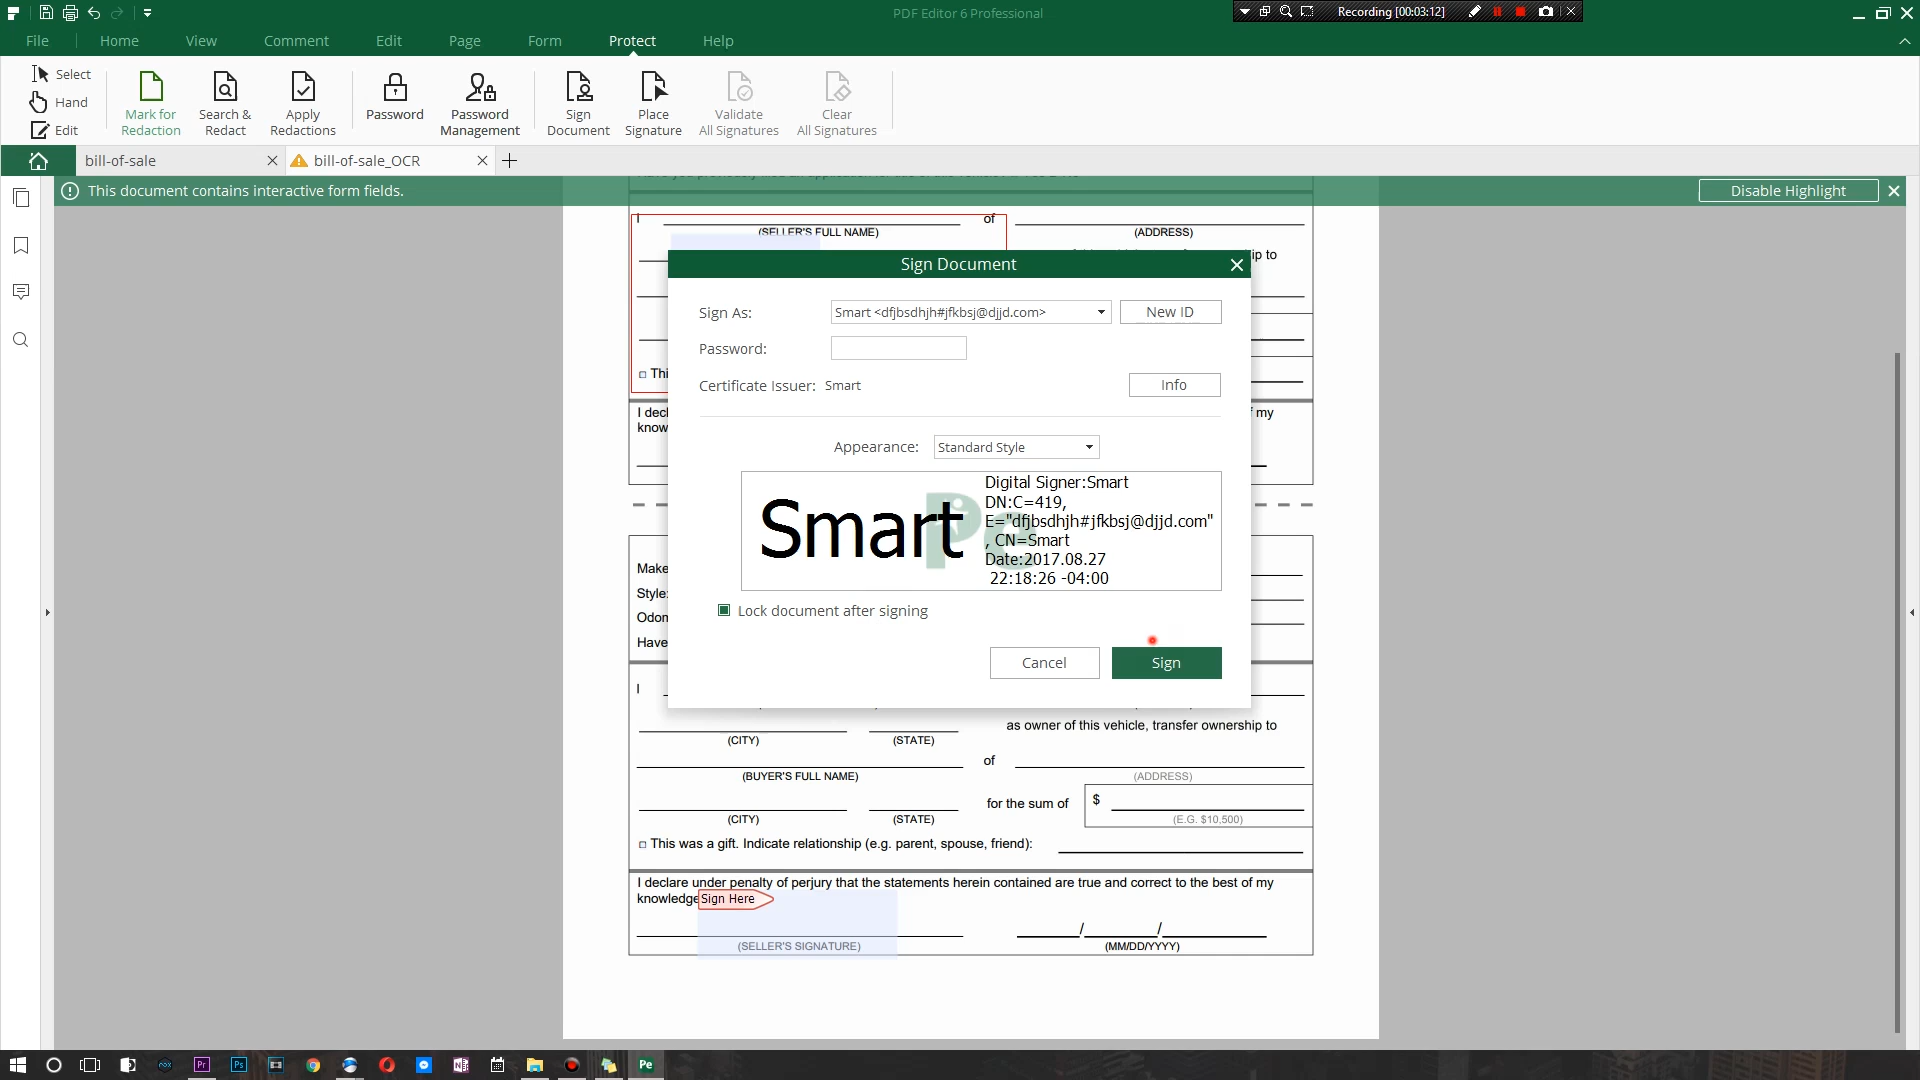 PDF Editor 6 Professional
Recording [00:03:12]
File Home View Comment Edit Page Form Protect Help
Select
Hand
Edit
Mark for Redaction
Search & Redact
Apply Redactions
Password
Password Management
Sign Document
Place Signature
Validate All Signatures
Clear All Signatures
bill-of-sale
bill-of-sale_OCR
This document contains interactive form fields.
Disable Highlight
I of
(SELLER'S FULL NAME) (ADDRESS)
ip to
Sign Document
Sign As: Smart <dfjbsdhjh#jfkbsj@djjd.com> New ID
Password:
Certificate Issuer: Smart Info
Appearance: Standard Style
Smart
Pe
Digital Signer:Smart
DN:C=419,
E="dfjbsdhjh#jfkbsj@djjd.com"
, CN=Smart
Date:2017.08.27
22:18:26 -04:00
Lock document after signing
Cancel Sign
Thi
I decl f my
know
Make
Style:
Odon
Have
I
as owner of this vehicle, transfer ownership to
(CITY) (STATE)
of
(BUYER'S FULL NAME) (ADDRESS)
for the sum of $
(CITY) (STATE) (E.G. $10,500)
This was a gift. Indicate relationship (e.g. parent, spouse, friend):
I declare under penalty of perjury that the statements herein contained are true and correct to the best of my
knowledge
Sign Here
/ /
(SELLER'S SIGNATURE) (MM/DD/YYYY)
Pr Ps Pe